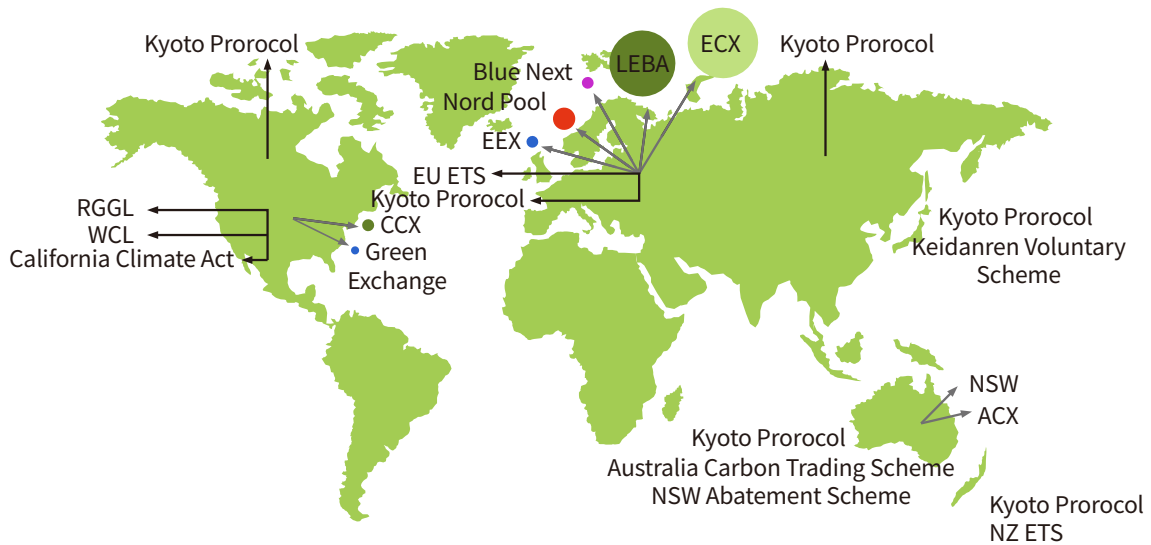 Kyoto Prorocol
LEBA
ECX
Kyoto Prorocol
Blue Next
Nord Pool
EEX
EU ETS
Kyoto Prorocol
RGGL
WCL
California Climate Act
CCX
Green
Exchange
Kyoto Prorocol
Keidanren Voluntary
Scheme
NSW
ACX
Kyoto Prorocol
Australia Carbon Trading Scheme
NSW Abatement Scheme
Kyoto Prorocol
NZ ETS